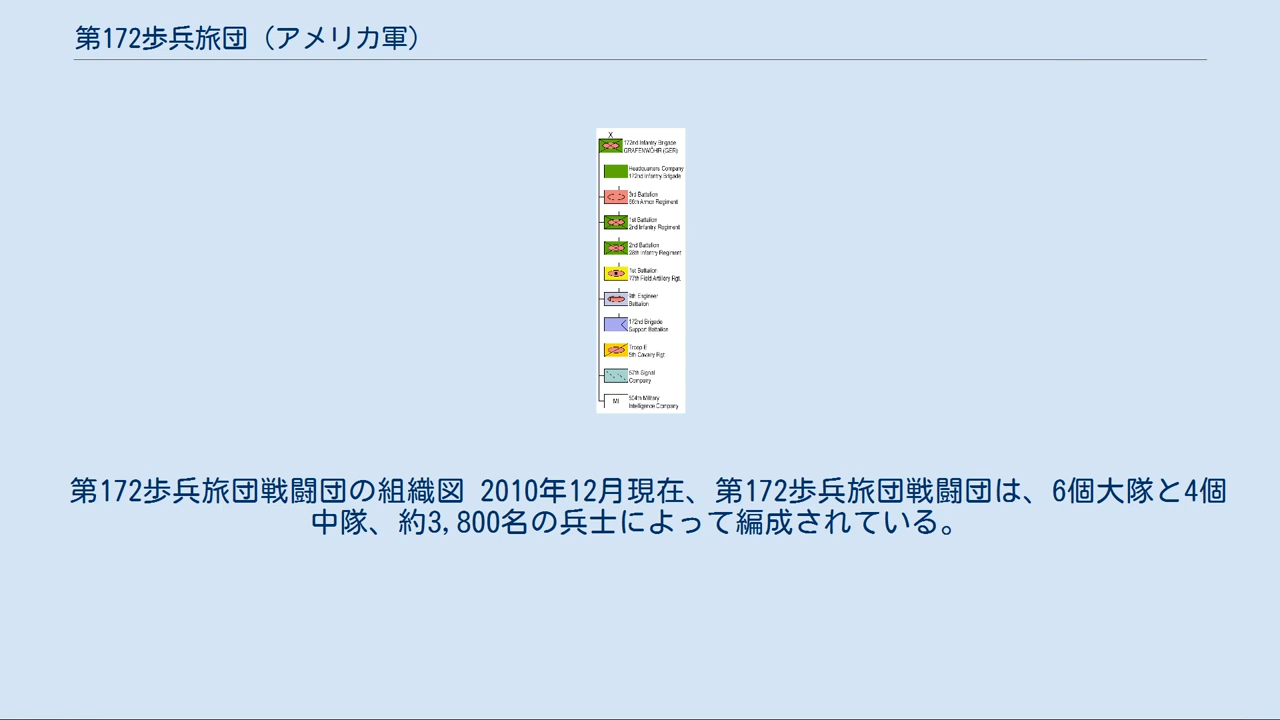 第172歩兵旅団（アメリカ軍）
X
172nd Infantry Brigade
GRAFENWÖHR (GER)
Headquarters Company
172nd Infantry Brigade
3rd Battalion
66th Armor Regiment
1st Battalion
2nd Infantry Regiment
2nd Battalion
28th Infantry Regiment
1st Battalion
77th Field Artillery Rgt.
9th Engineer
Battalion
172nd Brigade
Support Battalion
Troop E
5th Cavalry Rgt.
57th Signal
Company
MI
504th Military
Intelligence Company
第172歩兵旅団戦闘団の組織図 2010年12月現在、第172歩兵旅団戦闘団は、6個大隊と4個
中隊、約3,800名の兵士によって編成されている。